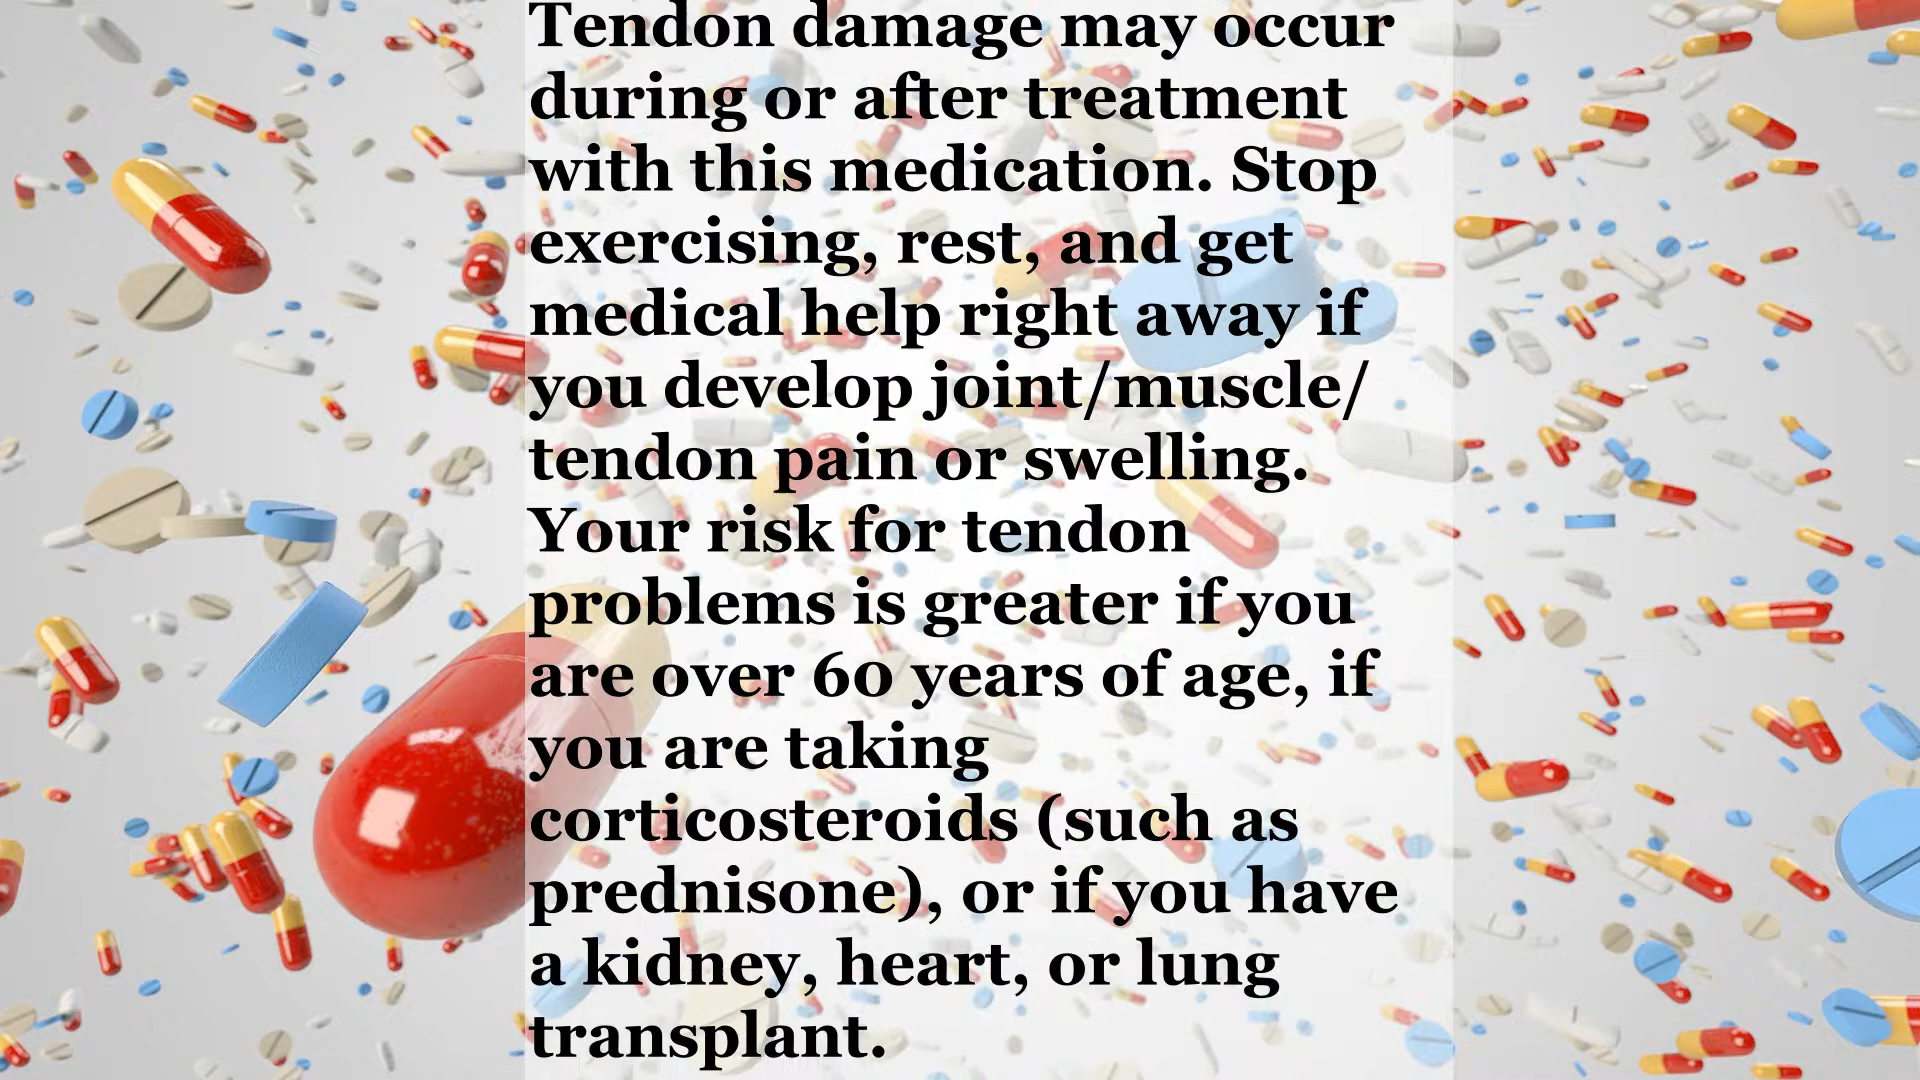 Tendon damage may occur
during or after treatment
with this medication. Stop
exercising, rest, and get
medical help right away if
you develop joint/muscle/
tendon pain or swelling.
Your risk for tendon
problems is greater if you
are over 60 years of age, if
you are taking
corticosteroids (such as
prednisone), or if you have
a kidney, heart, or lung
transplant.